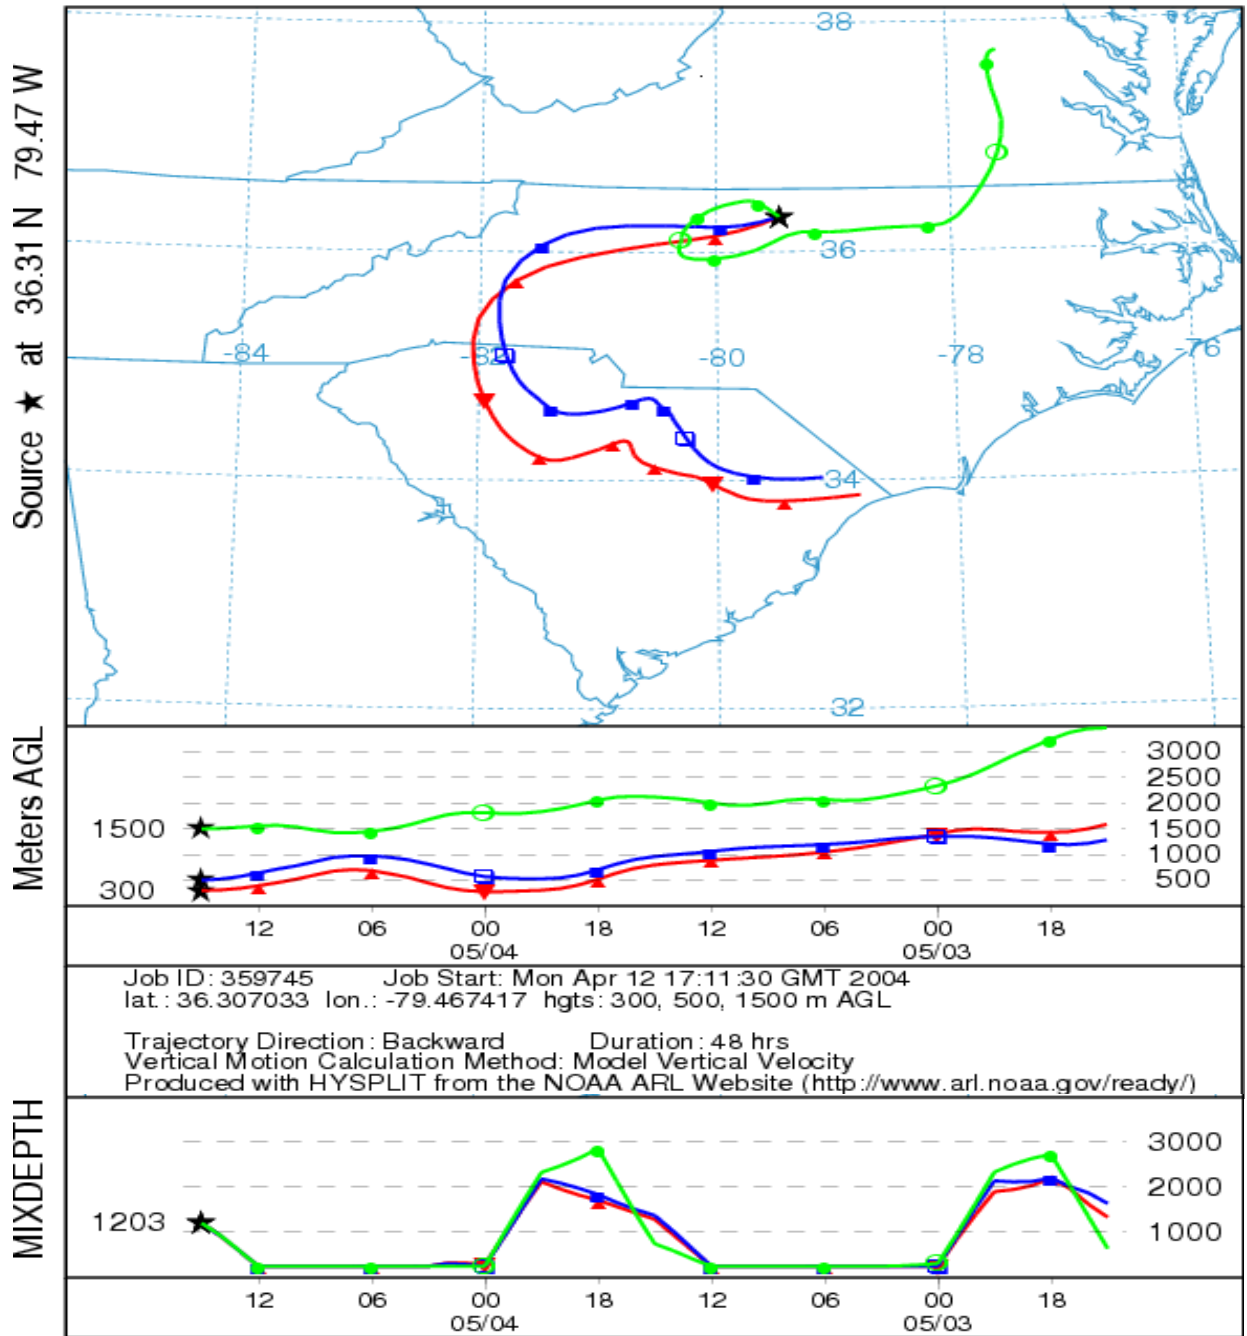 Source ★ at 36.31 N 79.47 W
38
36
-84
-82
-80
-78
-76
34
32
Meters AGL
3000
2500
2000
1500
1500
1000
500
300
12 06 00 18 12 06 00 18
05/04 05/03
Job ID: 359745 Job Start: Mon Apr 12 17:11:30 GMT 2004
lat.: 36.307033 lon.: -79.467417 hgts: 300, 500, 1500 m AGL
Trajectory Direction: Backward Duration: 48 hrs
Vertical Motion Calculation Method: Model Vertical Velocity
Produced with HYSPLIT from the NOAA ARL Website (http://www.arl.noaa.gov/ready/)
MIXDEPTH
3000
2000
1203
1000
12 06 00 18 12 06 00 18
05/04 05/03